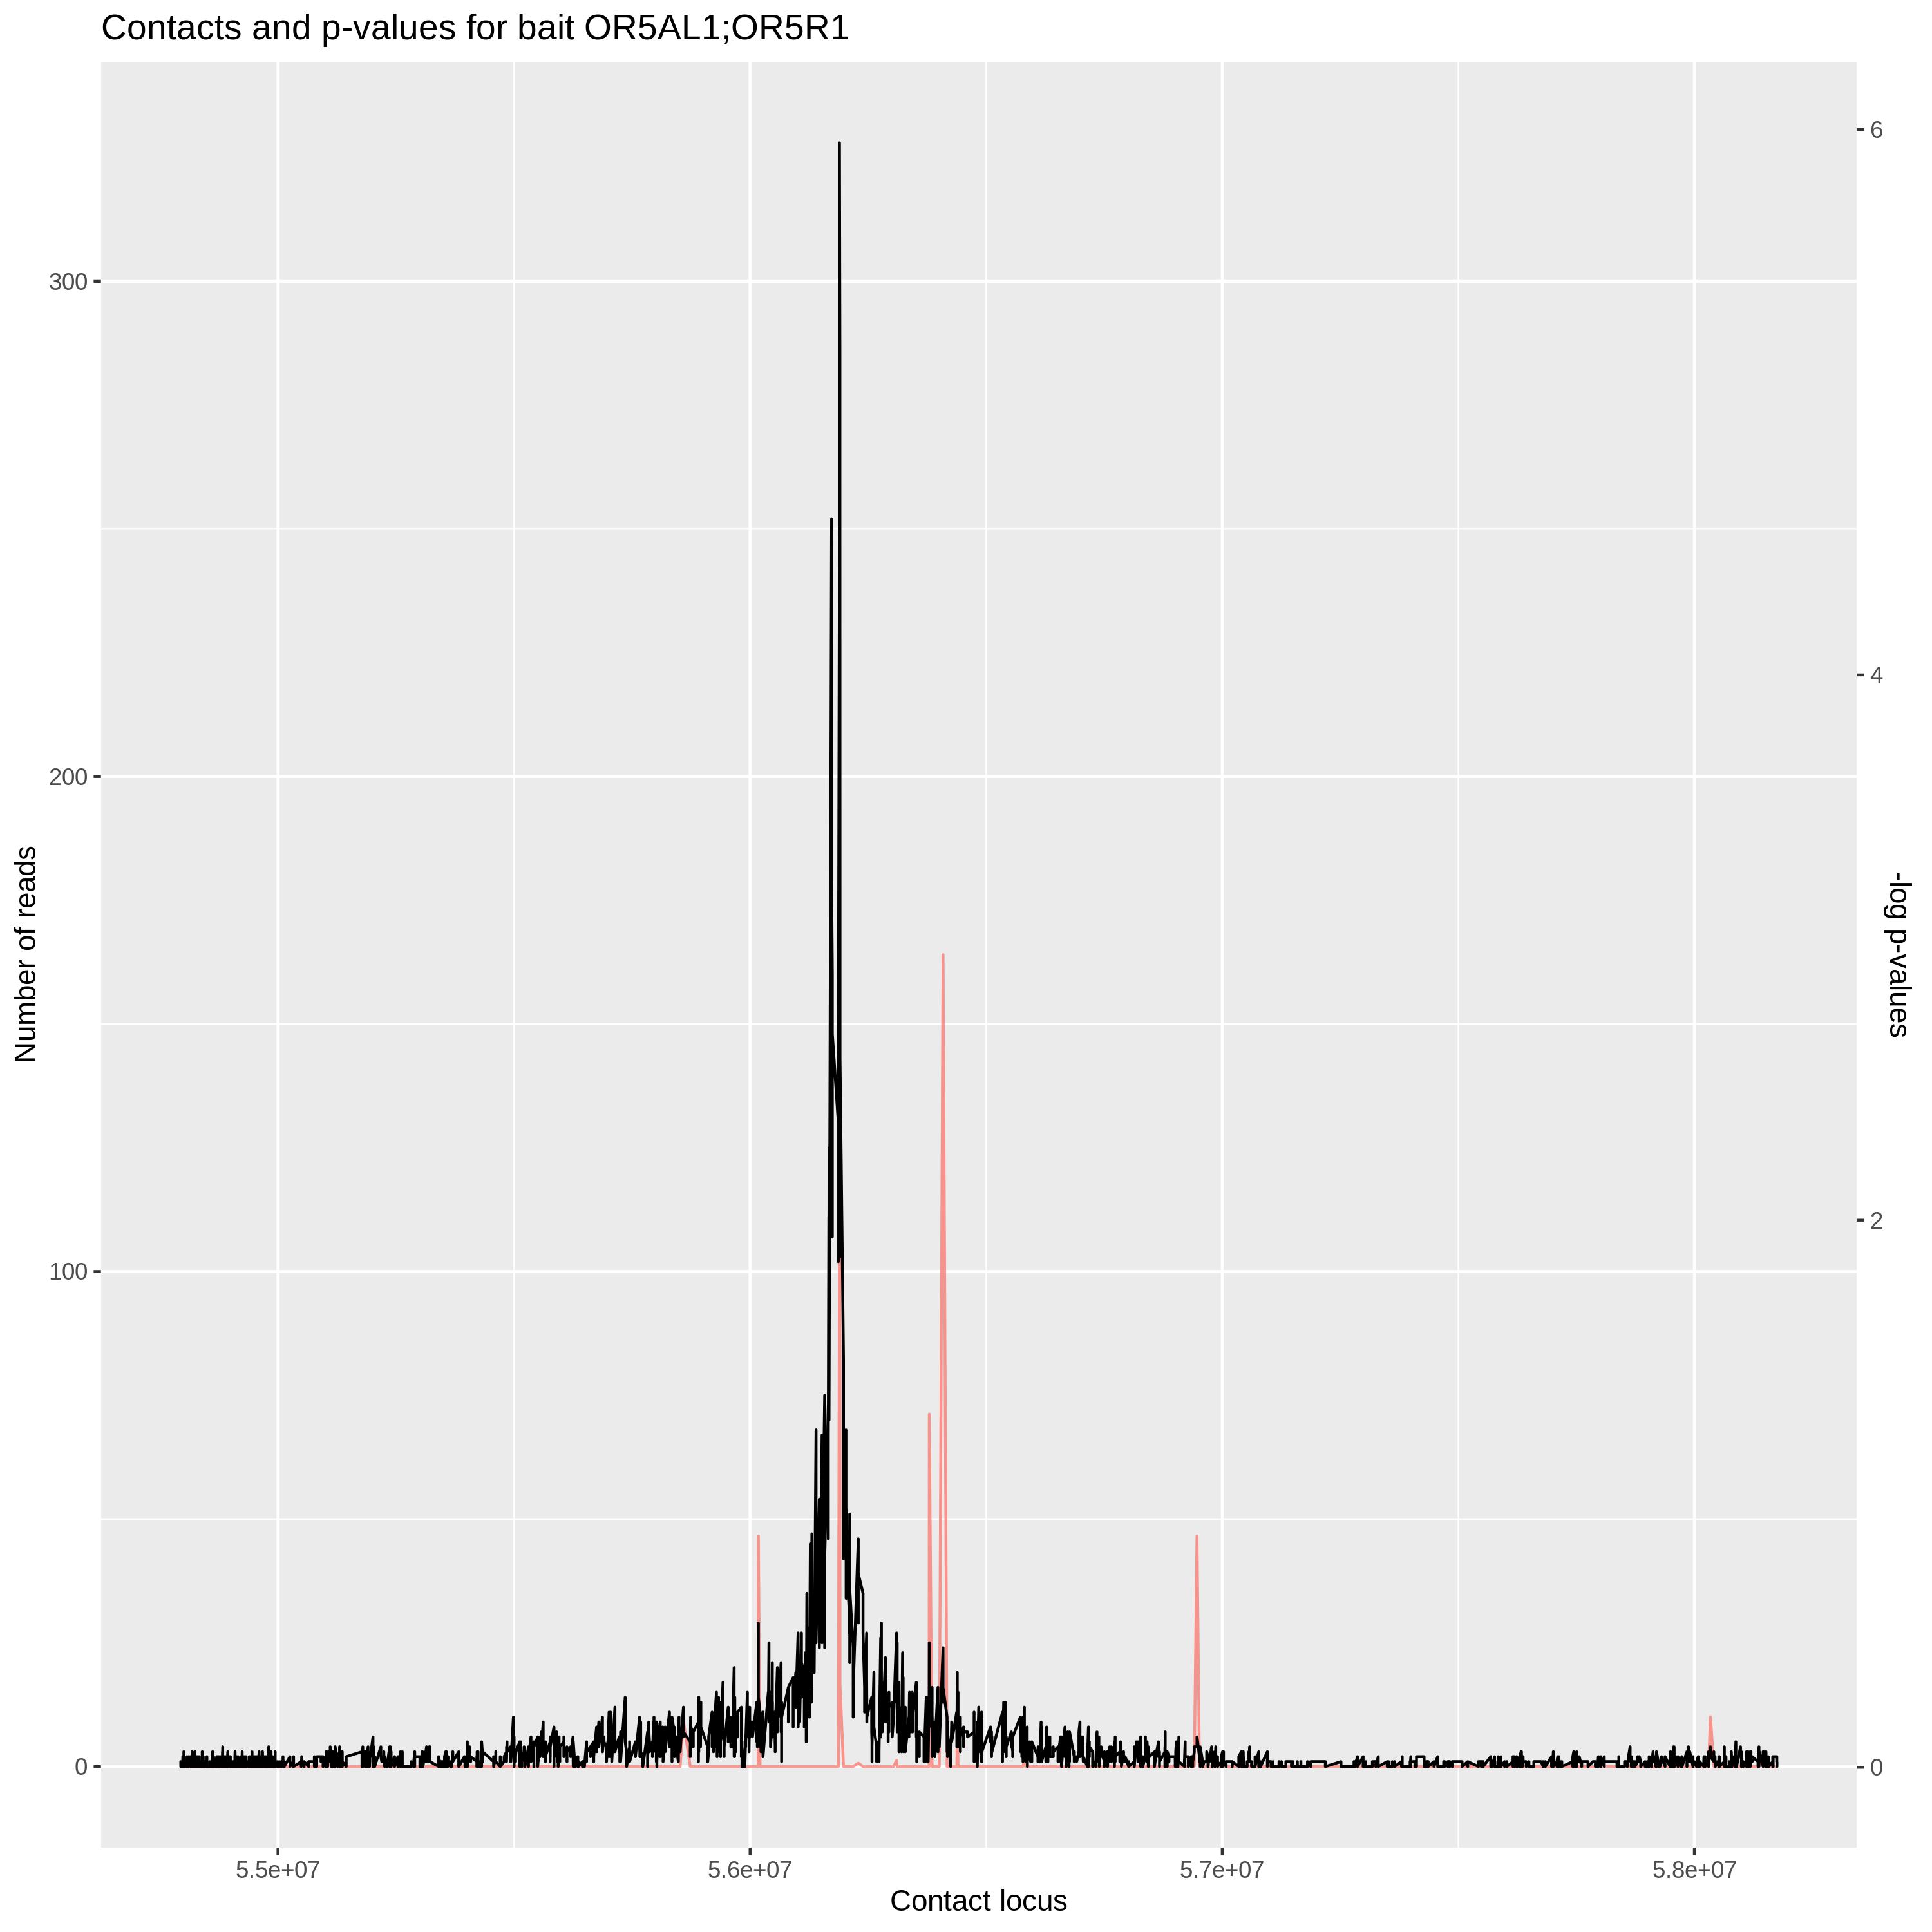 Contacts and p-values for bait OR5AL1;OR5R1
300
200
100
0
Number of reads
6
4
2
0
-log p-values
5.5e+07
5.6e+07
5.7e+07
5.8e+07
Contact locus